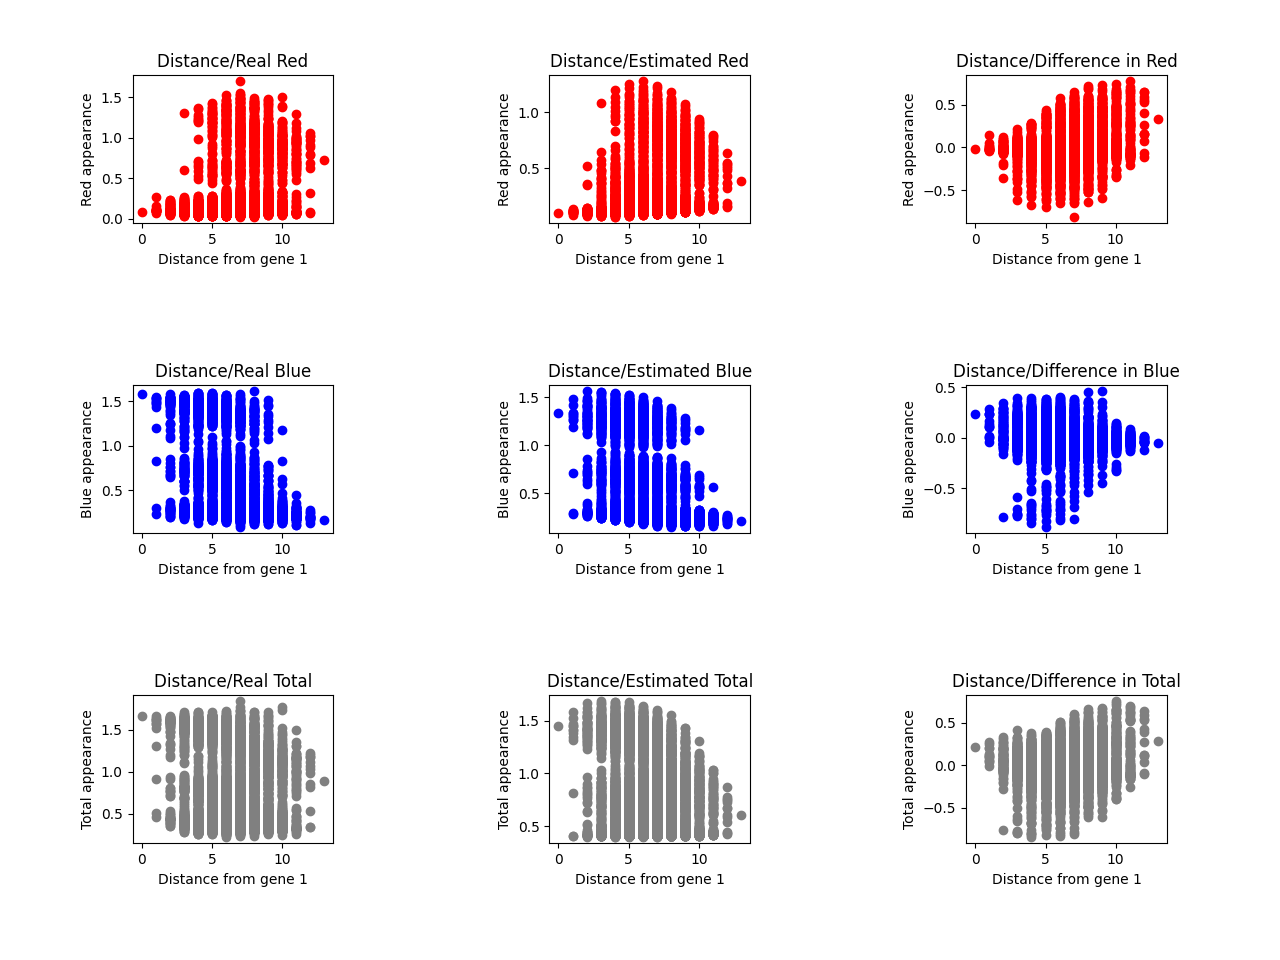 Distance/Real Red
Distance/Estimated Red
Distance/Difference in Red
Red appearance
1.5
1.0
0.5
0.0
0 5 10
Distance from gene 1
Red appearance
1.0
0.5
0 5 10
Distance from gene 1
Red appearance
0.5
0.0
−0.5
0 5 10
Distance from gene 1
Distance/Real Blue
Distance/Estimated Blue
Distance/Difference in Blue
Blue appearance
1.5
1.0
0.5
0 5 10
Distance from gene 1
Blue appearance
1.5
1.0
0.5
0 5 10
Distance from gene 1
Blue appearance
0.5
0.0
−0.5
0 5 10
Distance from gene 1
Distance/Real Total
Distance/Estimated Total
Distance/Difference in Total
Total appearance
1.5
1.0
0.5
0 5 10
Distance from gene 1
Total appearance
1.5
1.0
0.5
0 5 10
Distance from gene 1
Total appearance
0.5
0.0
−0.5
0 5 10
Distance from gene 1